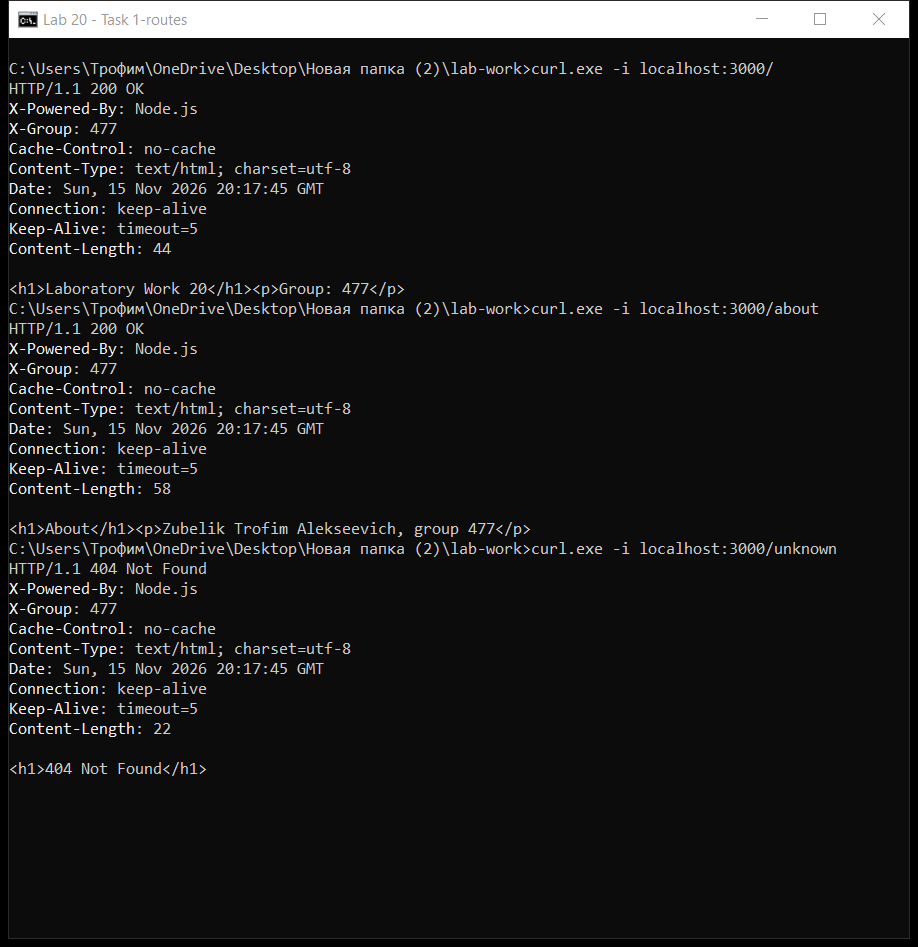 Lab 20 - Task 1-routes
C:\Users\Трофим\OneDrive\Desktop\Новая папка (2)\lab-work>curl.exe -i localhost:3000/
HTTP/1.1 200 OK
X-Powered-By: Node.js
X-Group: 477
Cache-Control: no-cache
Content-Type: text/html; charset=utf-8
Date: Sun, 15 Nov 2026 20:17:45 GMT
Connection: keep-alive
Keep-Alive: timeout=5
Content-Length: 44
<h1>Laboratory Work 20</h1><p>Group: 477</p>
C:\Users\Трофим\OneDrive\Desktop\Новая папка (2)\lab-work>curl.exe -i localhost:3000/about
HTTP/1.1 200 OK
X-Powered-By: Node.js
X-Group: 477
Cache-Control: no-cache
Content-Type: text/html; charset=utf-8
Date: Sun, 15 Nov 2026 20:17:45 GMT
Connection: keep-alive
Keep-Alive: timeout=5
Content-Length: 58
<h1>About</h1><p>Zubelik Trofim Alekseevich, group 477</p>
C:\Users\Трофим\OneDrive\Desktop\Новая папка (2)\lab-work>curl.exe -i localhost:3000/unknown
HTTP/1.1 404 Not Found
X-Powered-By: Node.js
X-Group: 477
Cache-Control: no-cache
Content-Type: text/html; charset=utf-8
Date: Sun, 15 Nov 2026 20:17:45 GMT
Connection: keep-alive
Keep-Alive: timeout=5
Content-Length: 22
<h1>404 Not Found</h1>